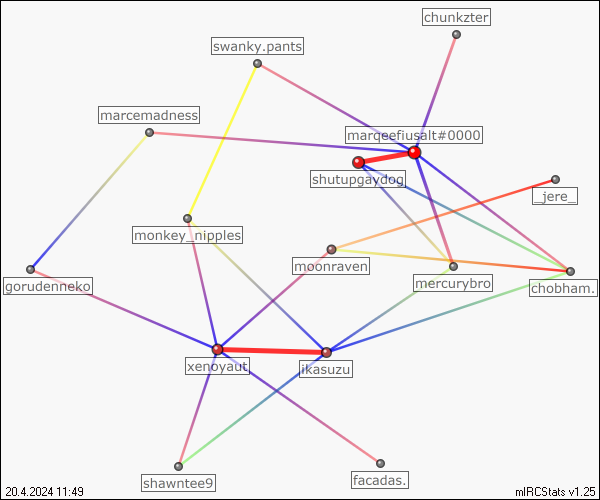 chunkzter
swanky.pants
marcemadness
marqeefiusalt#0000
shutupgaydog
_jere_
monkey_nipples
moonraven
mercurybro
chobham.
gorudenneko
xenoyaut
ikasuzu
shawntee9
facadas.
20.4.2024 11:49
mIRCStats v1.25